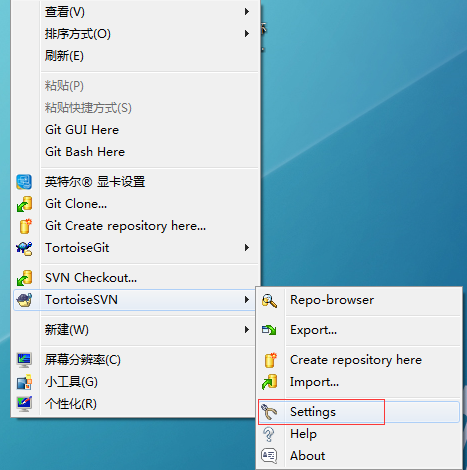 查看(V)
排序方式(O)
刷新(E)
粘贴(P)
粘贴快捷方式(S)
Git GUI Here
Git Bash Here
英特尔® 显卡设置
Git Clone...
Git Create repository here...
TortoiseGit
SVN Checkout...
TortoiseSVN
新建(W)
屏幕分辨率(C)
小工具(G)
个性化(R)
Repo-browser
Export...
Create repository here
Import...
Settings
Help
About